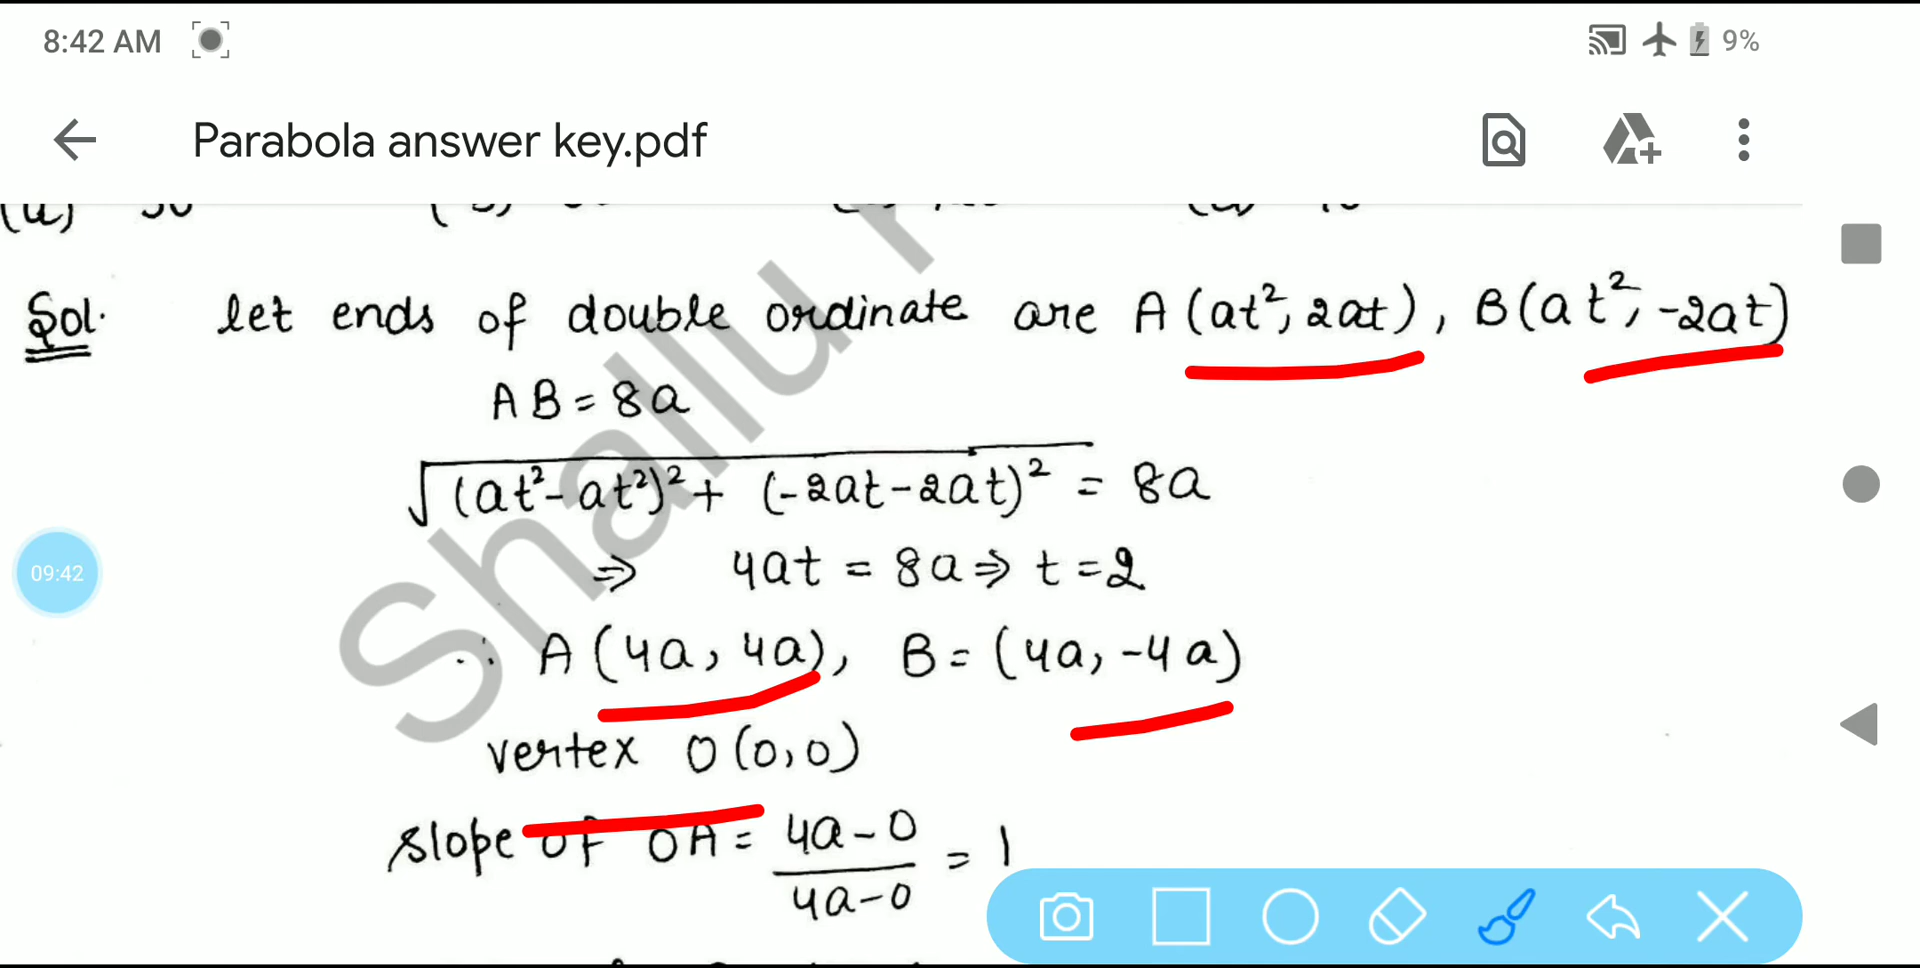 8:42 AM 9%
Parabola answer key.pdf
Sol. let ends of double ordinate are A (at², 2at), B(at², -2at)
AB = 8a
√(at²-at²)²+ (-2at-2at)² = 8a
⇒ 4at = 8a ⇒ t = 2
∴ A (4a, 4a), B = (4a, -4a)
vertex O (0,0)
slope of OA = 4a-0/4a-0 = 1
09:42
Shallu